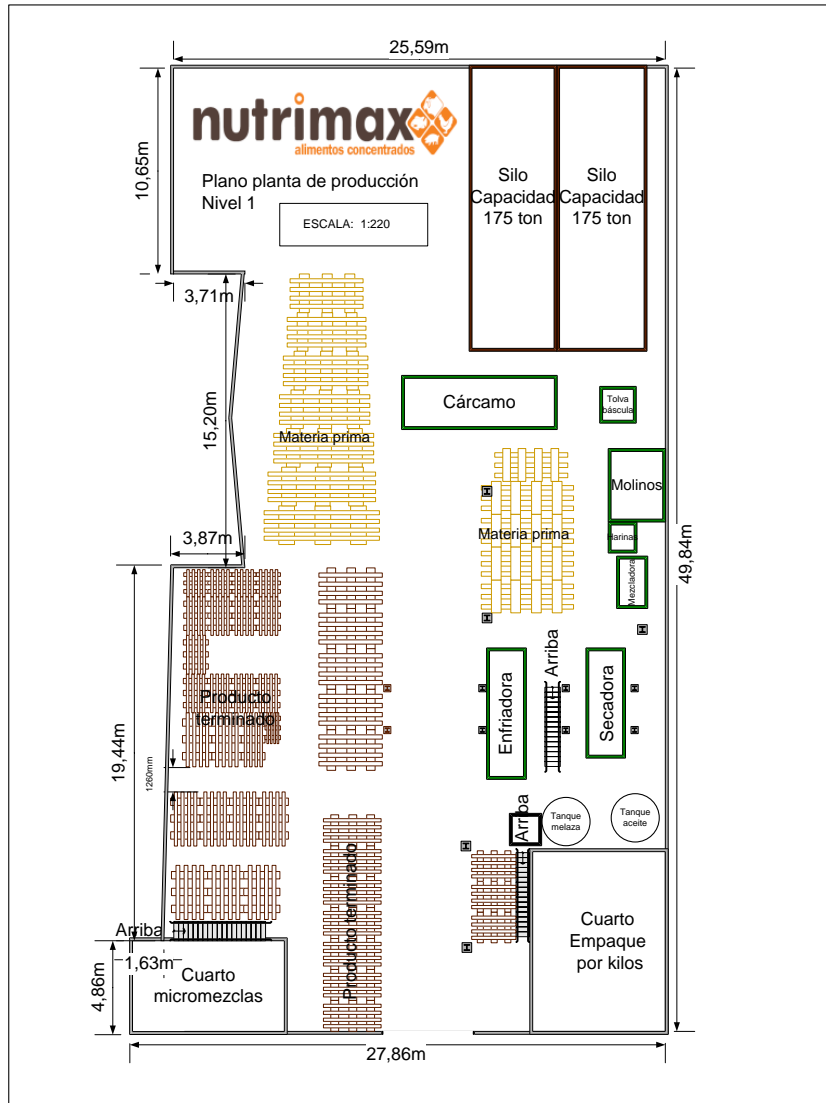 25,59m
nutrimax
alimentos concentrados
10,65m
Plano planta de producción
Nivel 1
ESCALA: 1:220
Silo
Capacidad
175 ton
Silo
Capacidad
175 ton
3,71m
15,20m
Cárcamo
Tolva
báscula
Materia prima
Molinos
Materia prima
Harinas
49,84m
3,87m
Mezcladora
Arriba
Enfriadora
Secadora
Producto
terminado
19,44m
1260mm
Arriba
Tanque
melaza
Tanque
aceite
Producto terminado
Arriba
1,63m
4,86m
Cuarto
micromezclas
Cuarto
Empaque
por kilos
27,86m